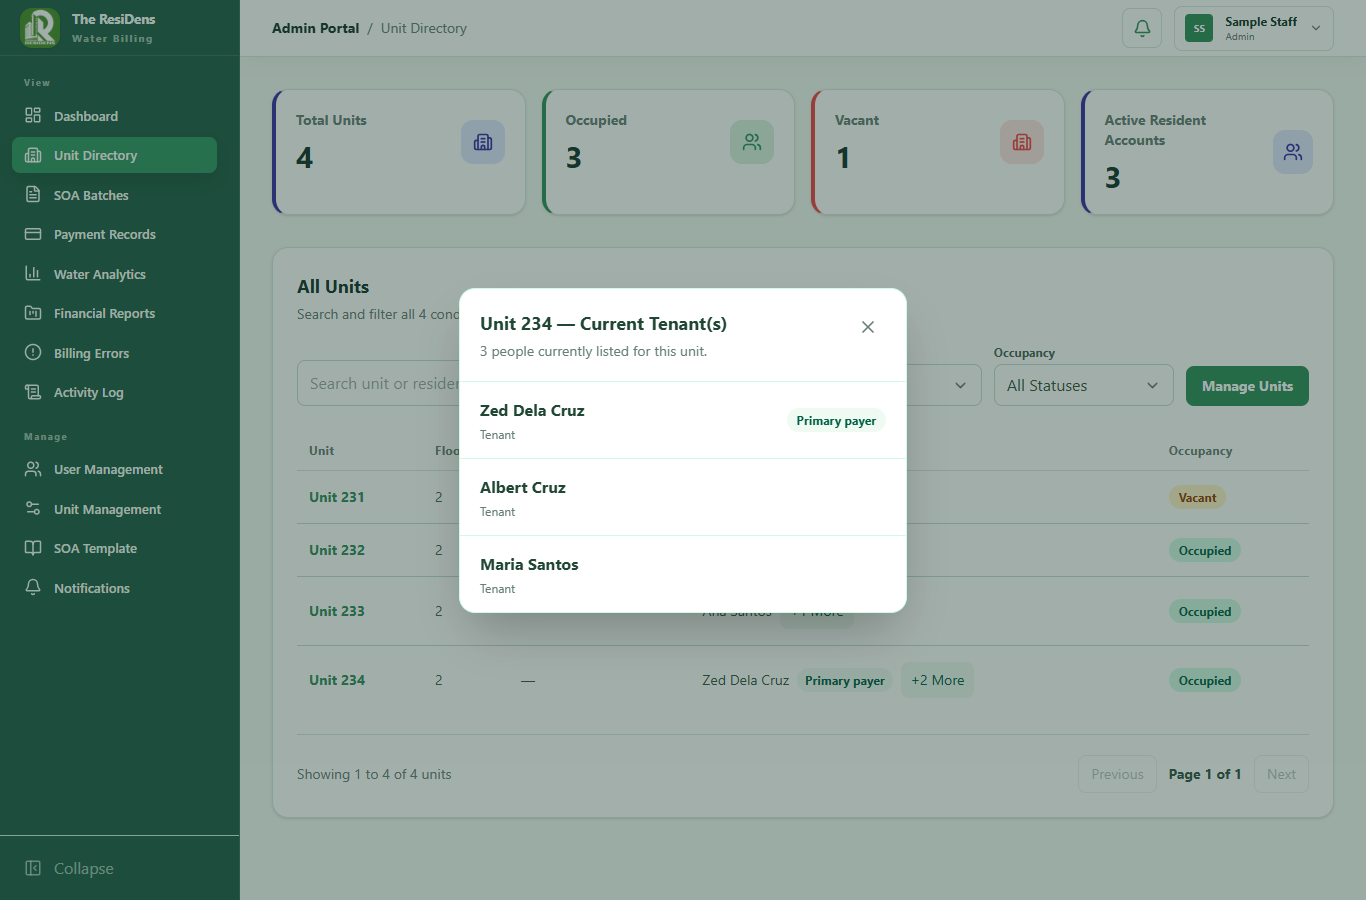 The ResiDens
Water Billing
Admin Portal / Unit Directory
SS
Sample Staff
Admin
View
Dashboard
Unit Directory
SOA Batches
Payment Records
Water Analytics
Financial Reports
Billing Errors
Activity Log
Manage
User Management
Unit Management
SOA Template
Notifications
Collapse
Total Units
4
Occupied
3
Vacant
1
Active Resident
Accounts
3
All Units
Search and filter all 4
Search unit or
Occupancy
All Statuses
Manage Units
Unit
Occupancy
Unit 231 2 Vacant
Unit 232 2 Occupied
Unit 233 2 Occupied
Unit 234 2 — Zed Dela Cruz Primary payer +2 More Occupied
Showing 1 to 4 of 4 units
Previous Page 1 of 1 Next
Unit 234 — Current Tenant(s)
3 people currently listed for this unit.
Zed Dela Cruz
Tenant
Primary payer
Albert Cruz
Tenant
Maria Santos
Tenant